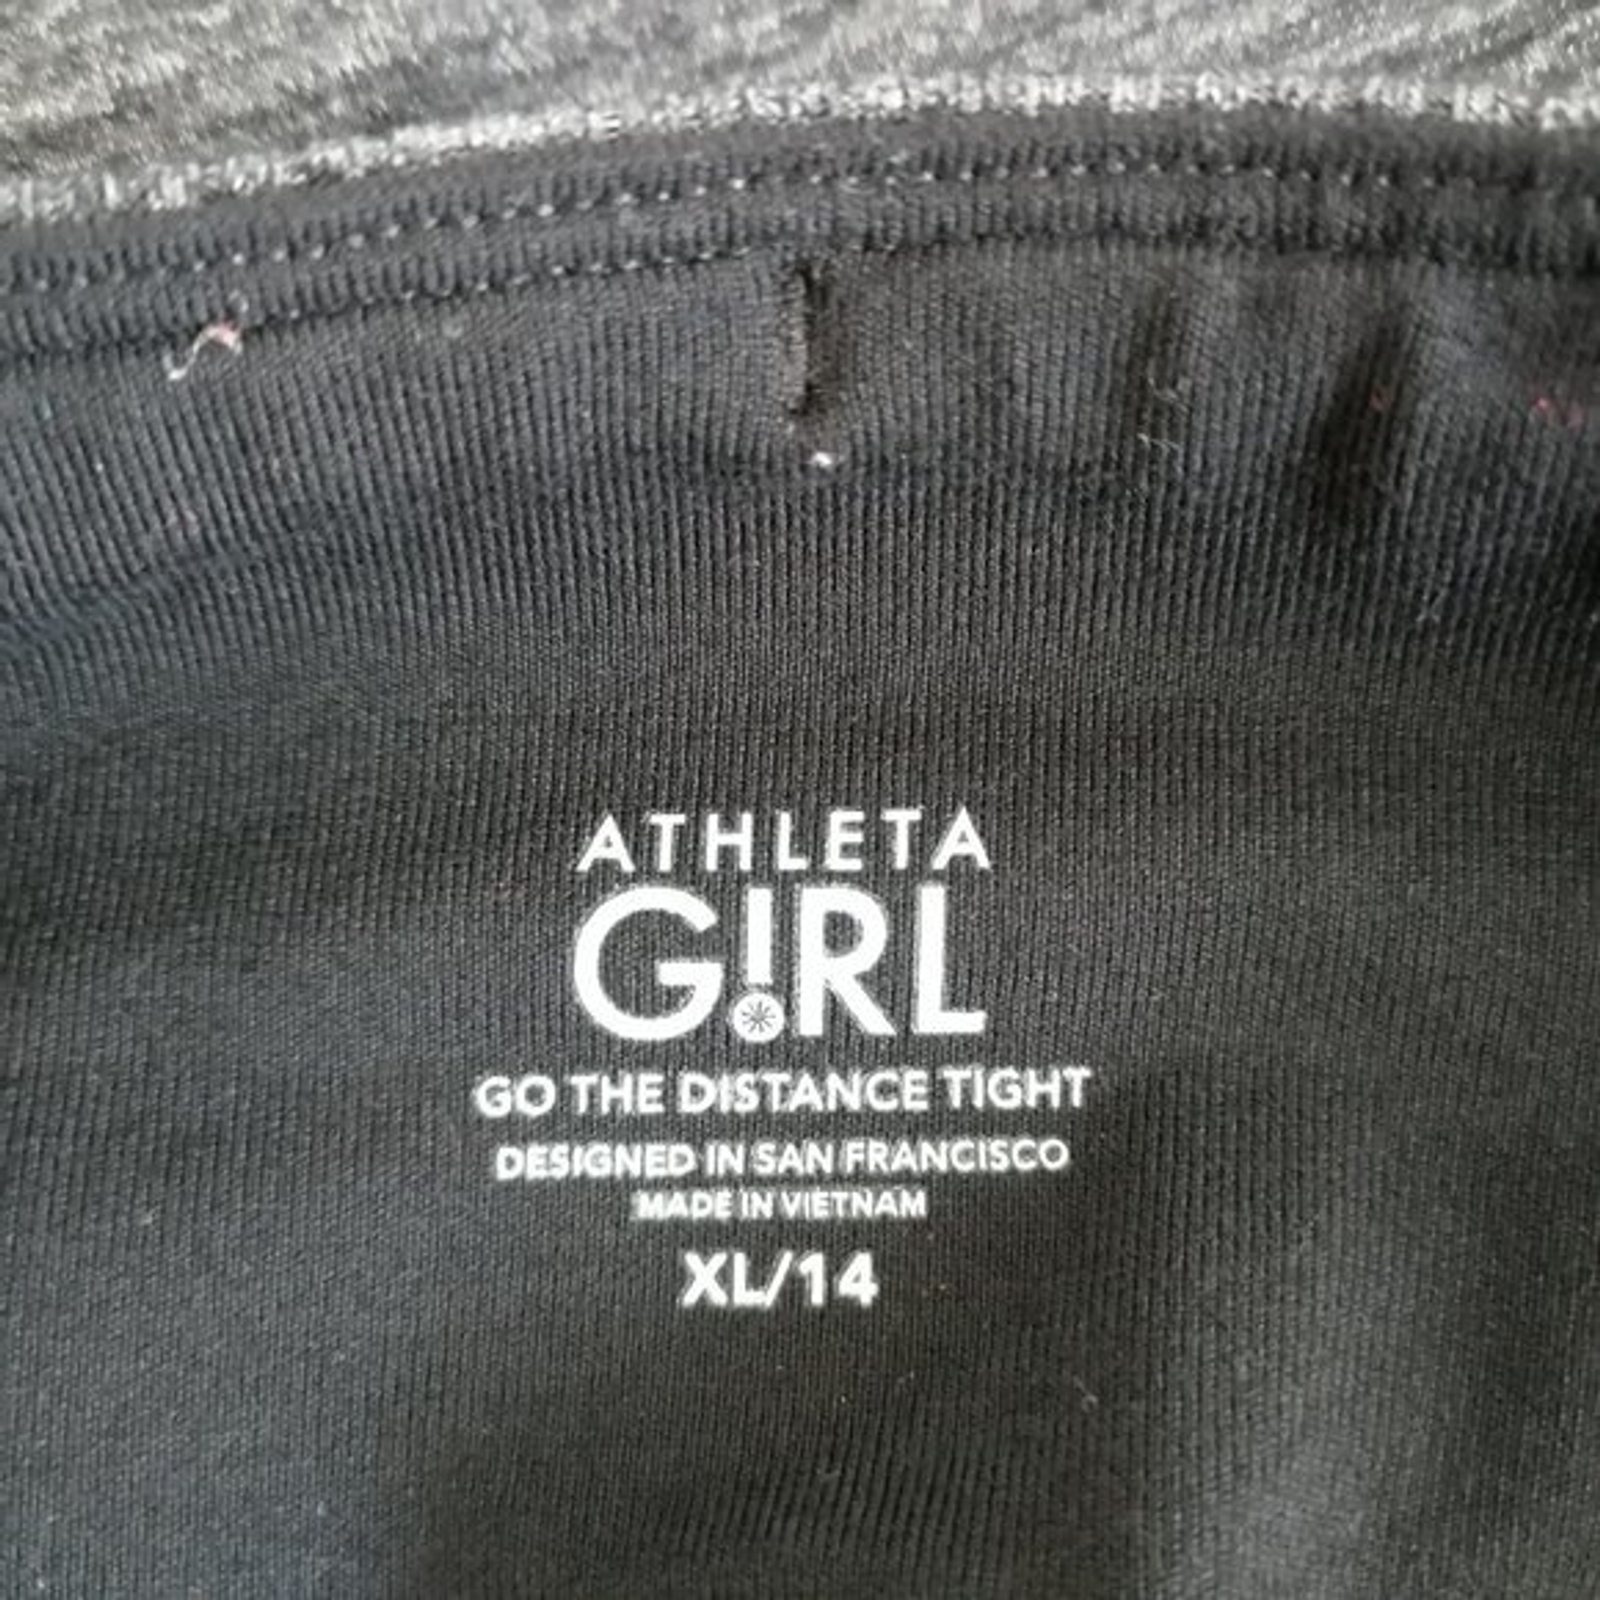 ATHLETA
G!RL
GO THE DISTANCE TIGHT
DESIGNED IN SAN FRANCISCO
MADE IN VIETNAM
XL/14